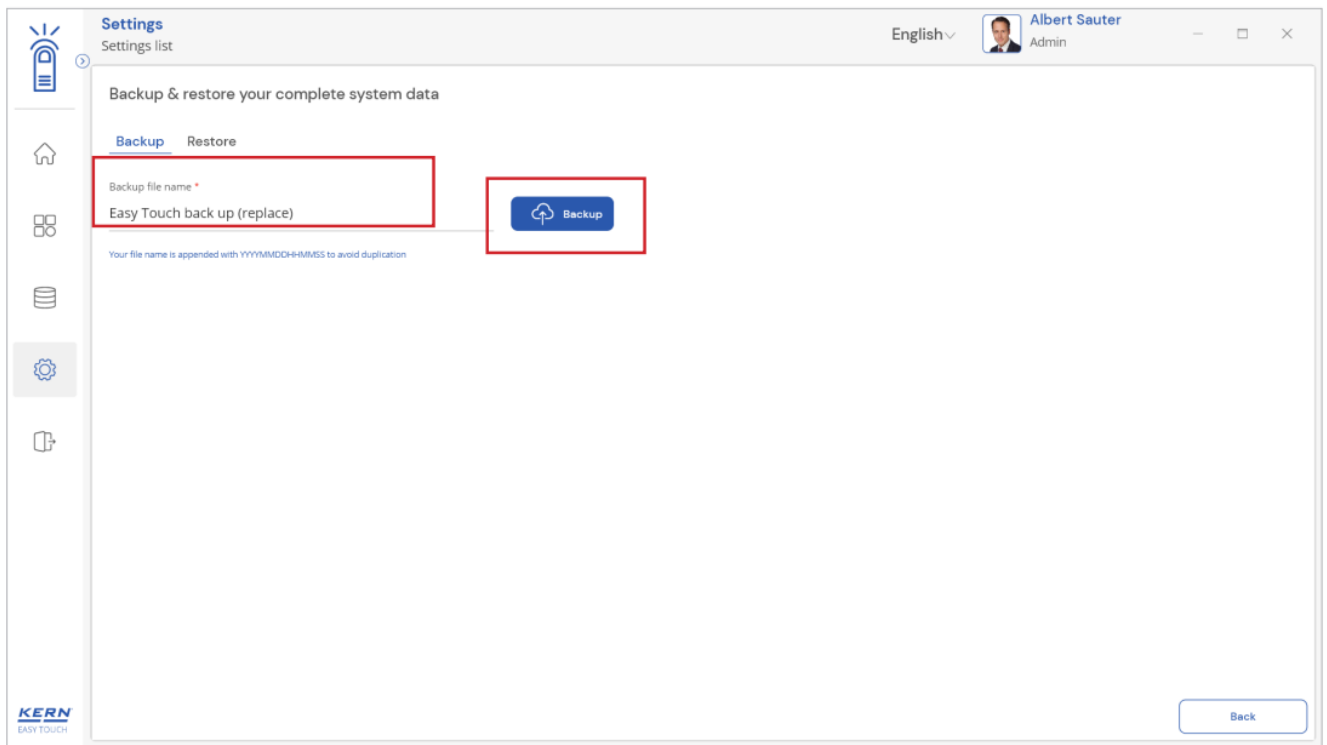 Settings
Settings list
English
Albert Sauter
Admin
Backup & restore your complete system data
Backup Restore
Backup file name *
Easy Touch back up (replace)
Backup
Your file name is appended with YYYYMMDDHHMMSS to avoid duplication
KERN
EASY TOUCH
Back